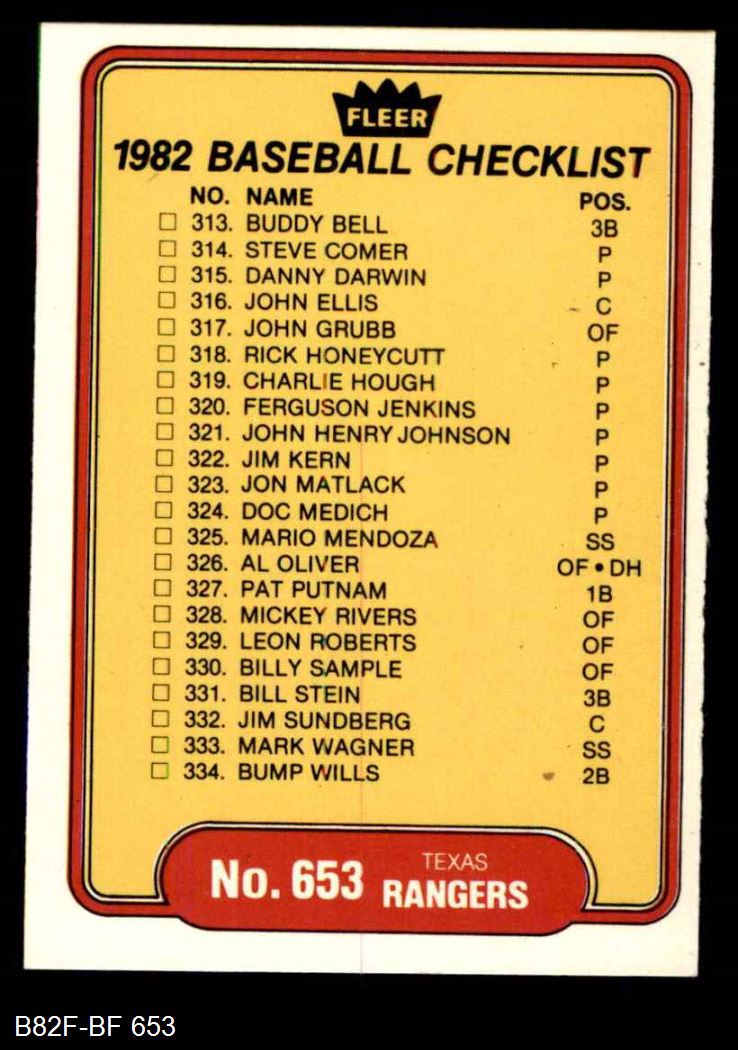 FLEER
1982 BASEBALL CHECKLIST
NO. NAME POS.
313. BUDDY BELL 3B
314. STEVE COMER P
315. DANNY DARWIN P
316. JOHN ELLIS C
317. JOHN GRUBB OF
318. RICK HONEYCUTT P
319. CHARLIE HOUGH P
320. FERGUSON JENKINS P
321. JOHN HENRY JOHNSON P
322. JIM KERN P
323. JON MATLACK P
324. DOC MEDICH P
325. MARIO MENDOZA SS
326. AL OLIVER OF • DH
327. PAT PUTNAM 1B
328. MICKEY RIVERS OF
329. LEON ROBERTS OF
330. BILLY SAMPLE OF
331. BILL STEIN 3B
332. JIM SUNDBERG C
333. MARK WAGNER SS
334. BUMP WILLS 2B
No. 653 TEXAS
RANGERS
B82F-BF 653